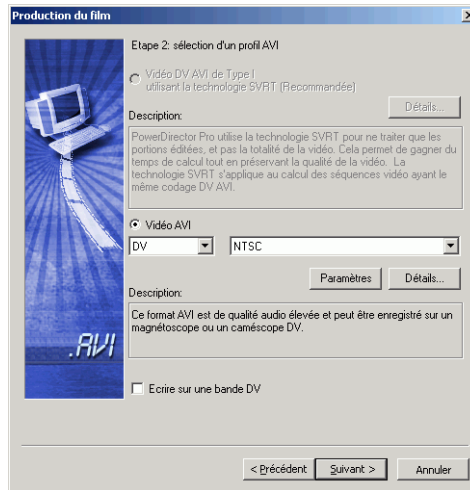 Production du film
Etape 2: sélection d'un profil AVI
Vidéo DV AVI de Type I
utilisant la technologie SVRT (Recommandée)
Détails...
Description:
PowerDirector Pro utilise la technologie SVRT pour ne traiter que les
portions éditées, et pas la totalité de la vidéo. Cela permet de gagner du
temps de calcul tout en préservant la qualité de la vidéo. La
technologie SVRT s'applique au calcul des séquences vidéo ayant le
même codage DV AVI.
Vidéo AVI
DV
NTSC
Paramètres
Détails...
Description:
Ce format AVI est de qualité audio élevée et peut être enregistré sur un
magnétoscope ou un caméscope DV.
.AVI
Ecrire sur une bande DV
< Précédent
Suivant >
Annuler